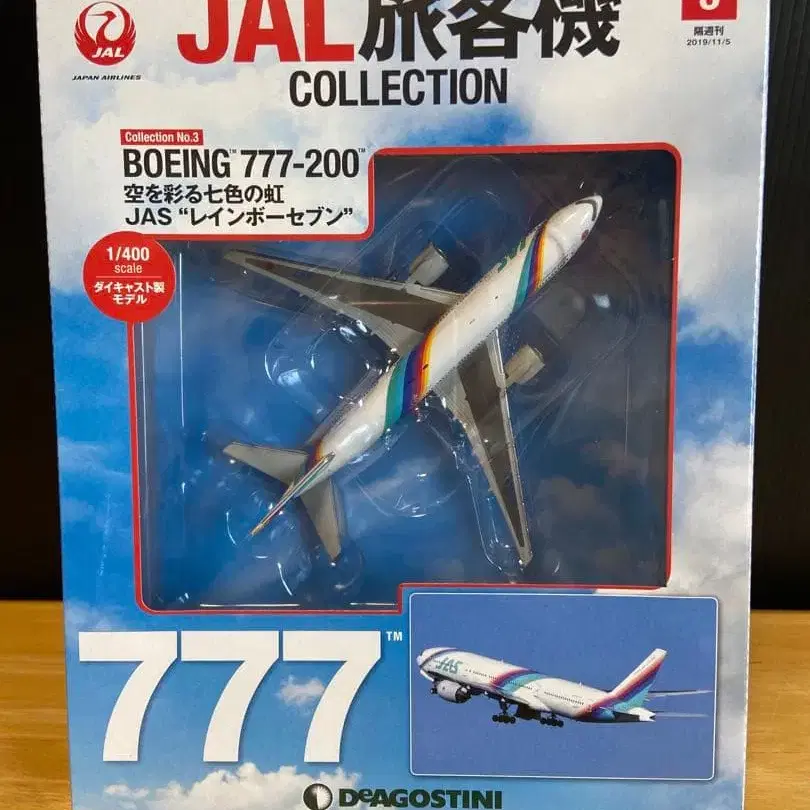 JAL
JAPAN AIRLINES
JAL旅客機
COLLECTION
3
隔週刊
2019/11/5
Collection No.3
BOEING™ 777-200™
空を彩る七色の虹
JAS “レインボーセブン”
1/400
scale
ダイキャスト製
モデル
JAS
777™
JAS
DeAGOSTINI